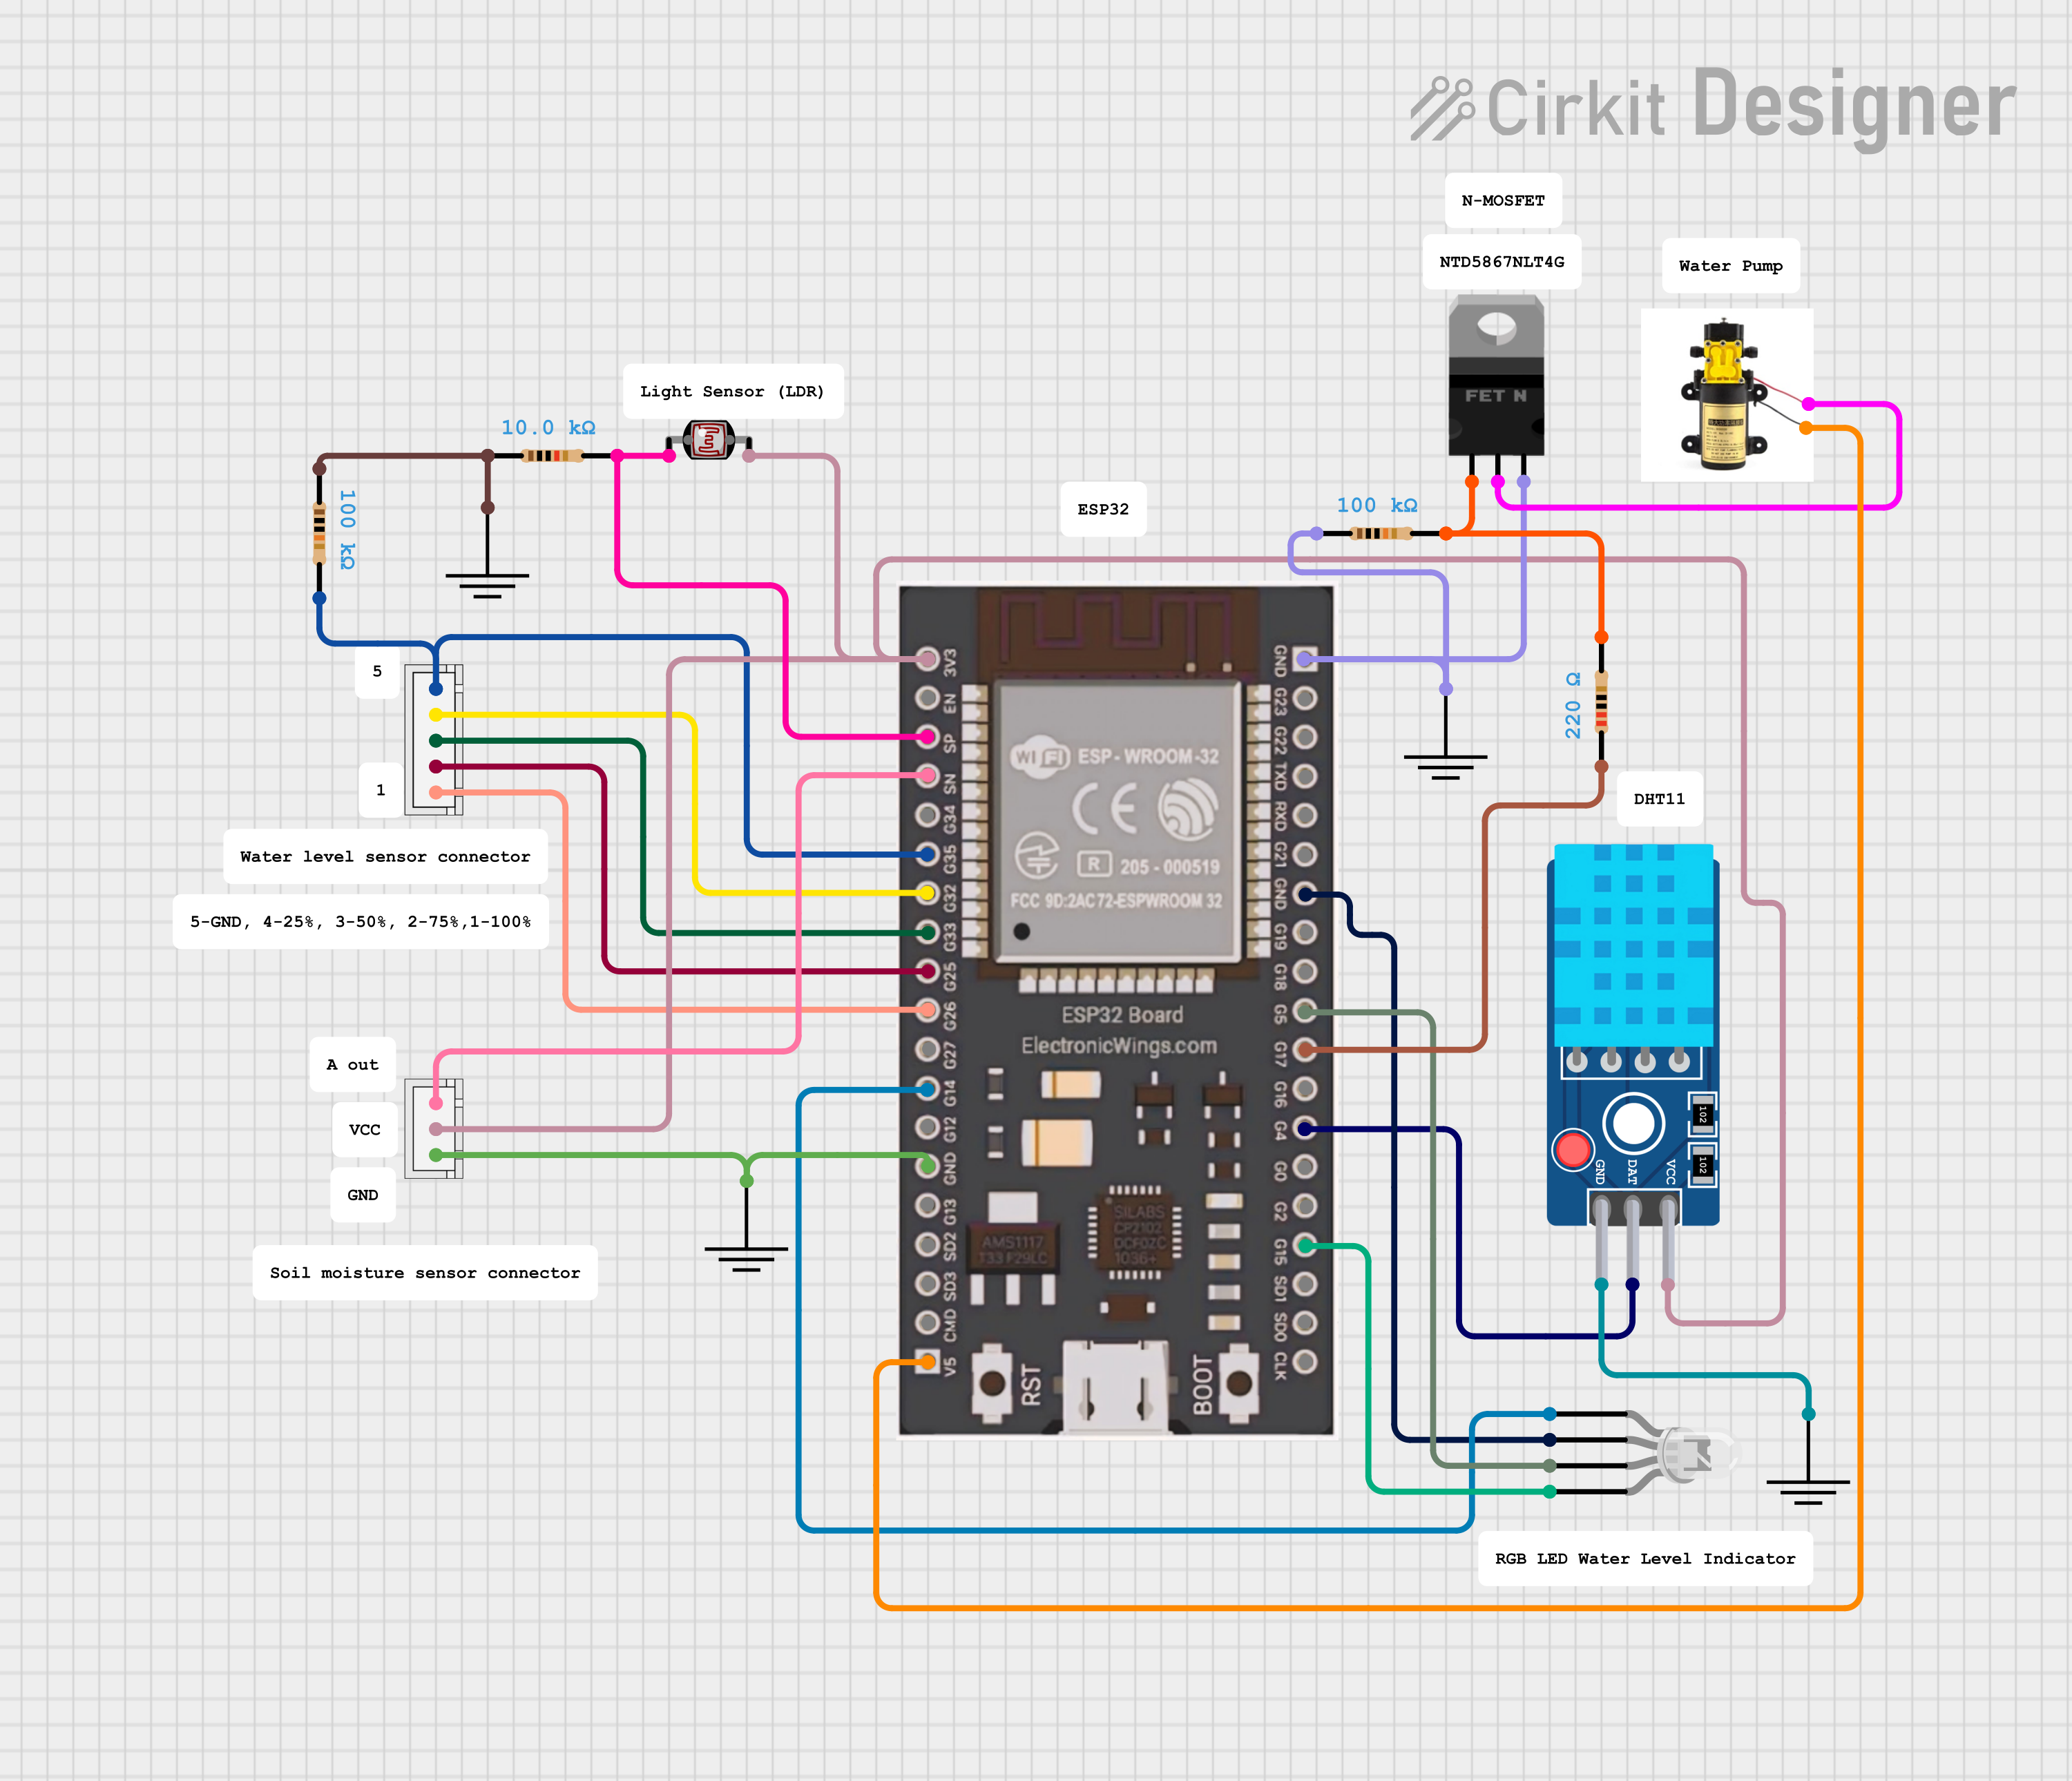 Cirkit Designer
N-MOSFET
NTD5867NLT4G
Water Pump
Light Sensor (LDR)
10.0 kΩ
100 kΩ
ESP32
100 kΩ
FET N
220 Ω
5
1
Water level sensor connector
5-GND, 4-25%, 3-50%, 2-75%,1-100%
A out
VCC
GND
Soil moisture sensor connector
3V3
EN
SP
SN
G34
G35
G32
G33
G25
G26
G27
G14
G12
GND
G13
SD2
SD3
CMD
V5
WiFi ESP-WROOM-32
CE
R 205-000519
FCC 9D:2AC72-ESPWROOM 32
ESP32 Board
ElectronicWings.com
AMS1117
SILABS
CP2102
DCF02C
1036+
RST
BOOT
GND
G23
G22
TXD
RXD
G21
GND
G19
G18
G5
G17
G16
G4
G0
G2
G15
SD1
SD0
CLK
DHT11
102
102
GND
DAT
VCC
RGB LED Water Level Indicator